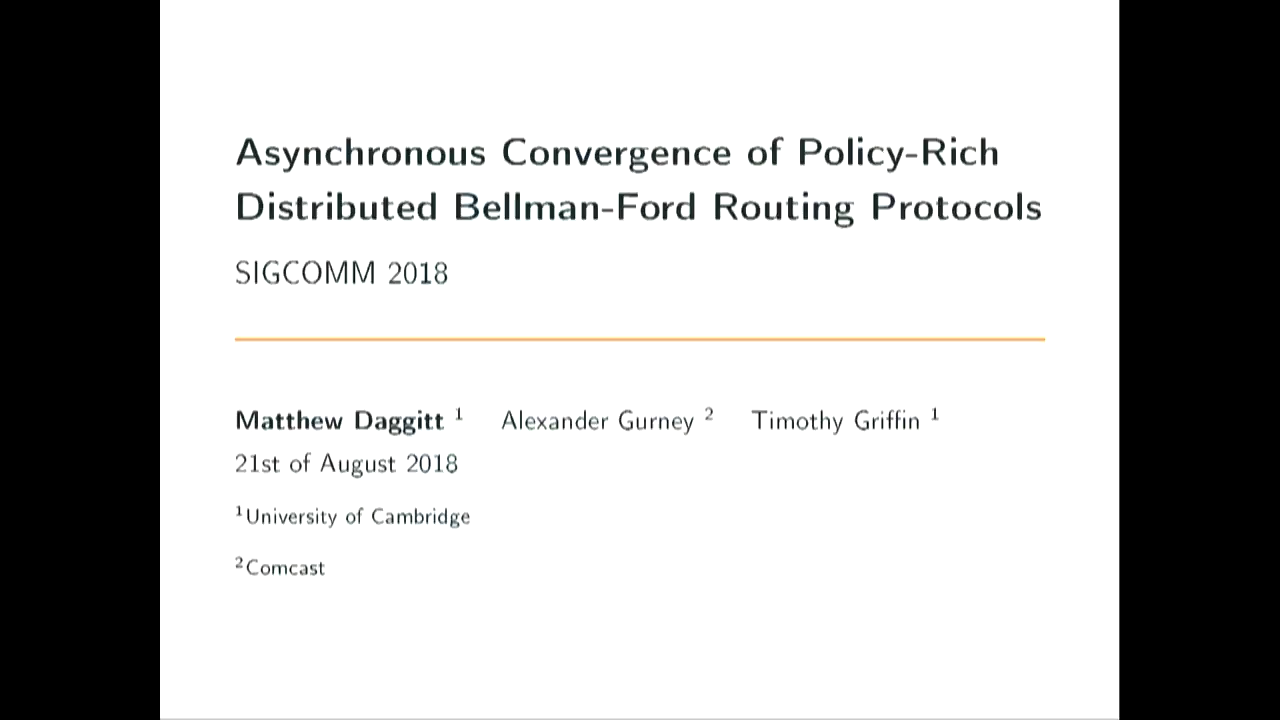 Asynchronous Convergence of Policy-Rich
Distributed Bellman-Ford Routing Protocols
SIGCOMM 2018
Matthew Daggitt 1 Alexander Gurney 2 Timothy Griffin 1
21st of August 2018
1University of Cambridge
2Comcast